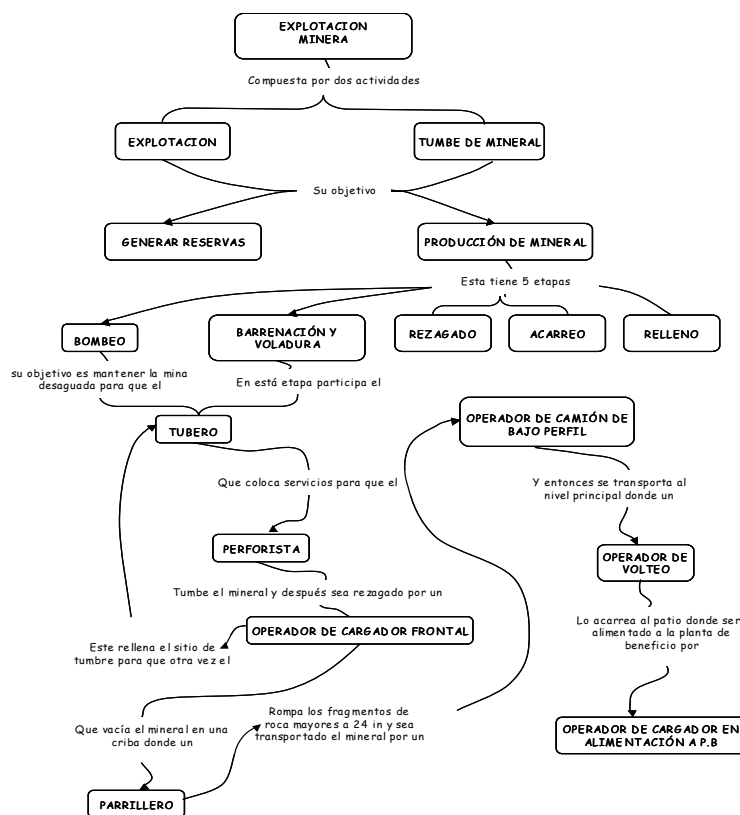 EXPLOTACION
MINERA
Compuesta por dos actividades
EXPLOTACION
TUMBE DE MINERAL
Su objetivo
GENERAR RESERVAS
PRODUCCIÓN DE MINERAL
Esta tiene 5 etapas
BOMBEO
BARRENACIÓN Y
VOLADURA
REZAGADO
ACARREO
RELLENO
su objetivo es mantener la mina
desaguada para que el
En está etapa participa el
TUBERO
OPERADOR DE CAMIÓN DE
BAJO PERFIL
Que coloca servicios para que el
Y entonces se transporta al
nivel principal donde un
PERFORISTA
OPERADOR DE
VOLTEO
Tumbe el mineral y después sea rezagado por un
OPERADOR DE CARGADOR FRONTAL
Lo acarrea al patio donde ser
alimentado a la planta de
beneficio por
Este rellena el sitio de
tumbre para que otra vez el
Que vacía el mineral en una
criba donde un
Rompa los fragmentos de
roca mayores a 24 in y sea
transportado el mineral por un
OPERADOR DE CARGADOR EN
ALIMENTACIÓN A P.B
PARRILLERO